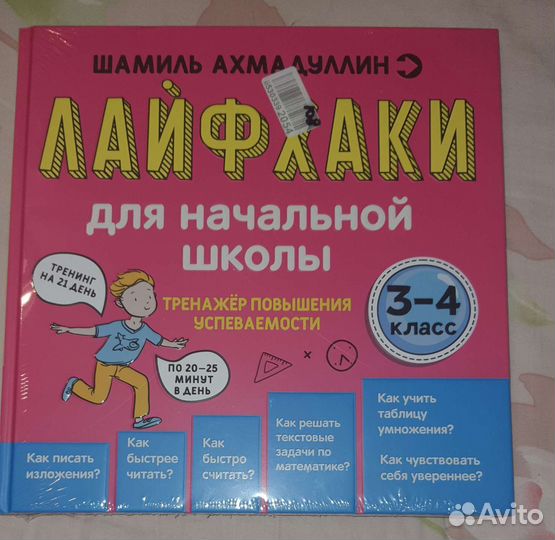 ШАМИЛЬ АХМАДУЛЛИН
ЛАЙФХАКИ
для начальной
школы
ТРЕНИНГ
НА 21 ДЕНЬ
ТРЕНАЖЁР ПОВЫШЕНИЯ
УСПЕВАЕМОСТИ
3–4
класс
ПО 20–25
МИНУТ
В ДЕНЬ
Как писать
изложения?
Как
быстрее
читать?
Как
быстро
считать?
Как решать
текстовые
задачи по
математике?
Как учить
таблицу
умножения?
Как чувствовать
себя увереннее?
Avito